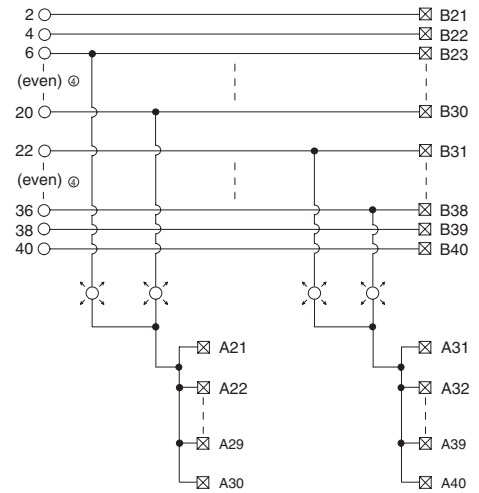 2 B21
4 B22
6 B23
(even) ④
20 B30
22 B31
(even) ④
36 B38
38 B39
40 B40
A21 A31
A22 A32
A29 A39
A30 A40